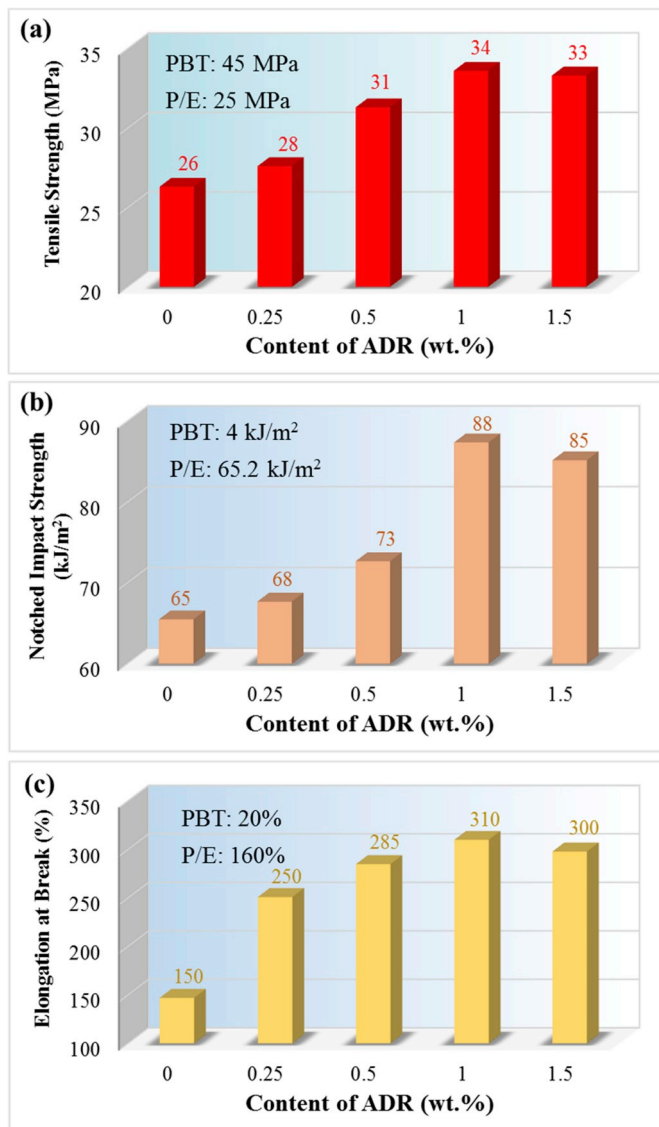 (a)
35
30
25
20
Tensile Strength (MPa)
PBT: 45 MPa
P/E: 25 MPa
26
28
31
34
33
0
0.25
0.5
1
1.5
Content of ADR (wt.%)
(b)
90
80
70
60
Notched Impact Strength
(kJ/m²)
PBT: 4 kJ/m²
P/E: 65.2 kJ/m²
65
68
73
88
85
0
0.25
0.5
1
1.5
Content of ADR (wt.%)
(c)
350
300
250
200
150
100
Elongation at Break (%)
PBT: 20%
P/E: 160%
150
250
285
310
300
0
0.25
0.5
1
1.5
Content of ADR (wt.%)